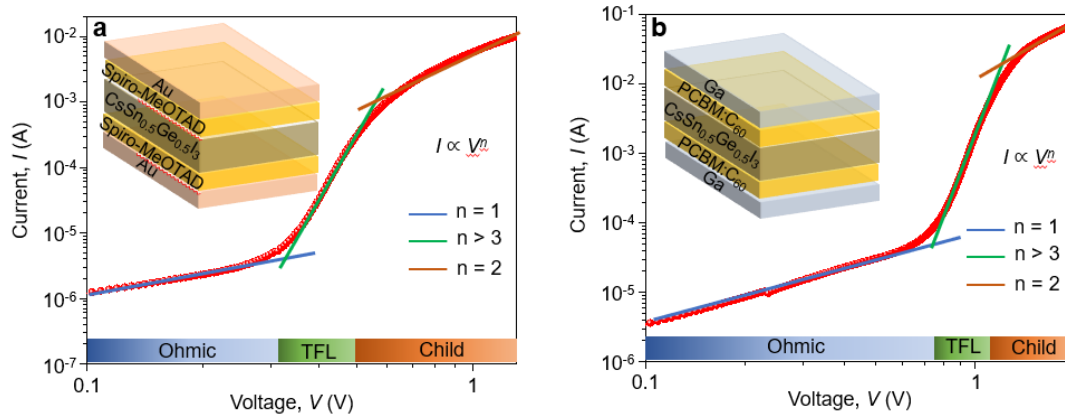 a
10⁻²
10⁻³
10⁻⁴
10⁻⁵
10⁻⁶
10⁻⁷
Current, I (A)
Au
Spiro-MeOTAD
CsSn₀.₅Ge₀.₅I₃
Spiro-MeOTAD
Au
I ∝ Vⁿ
n = 1
n > 3
n = 2
Ohmic
TFL
Child
0.1
1
Voltage, V (V)
b
10⁻¹
10⁻²
10⁻³
10⁻⁴
10⁻⁵
10⁻⁶
Current, I (A)
Ga
PCBM:C₆₀
CsSn₀.₅Ge₀.₅I₃
PCBM:C₆₀
Ga
I ∝ Vⁿ
n = 1
n > 3
n = 2
Ohmic
TFL
Child
0.1
1
Voltage, V (V)